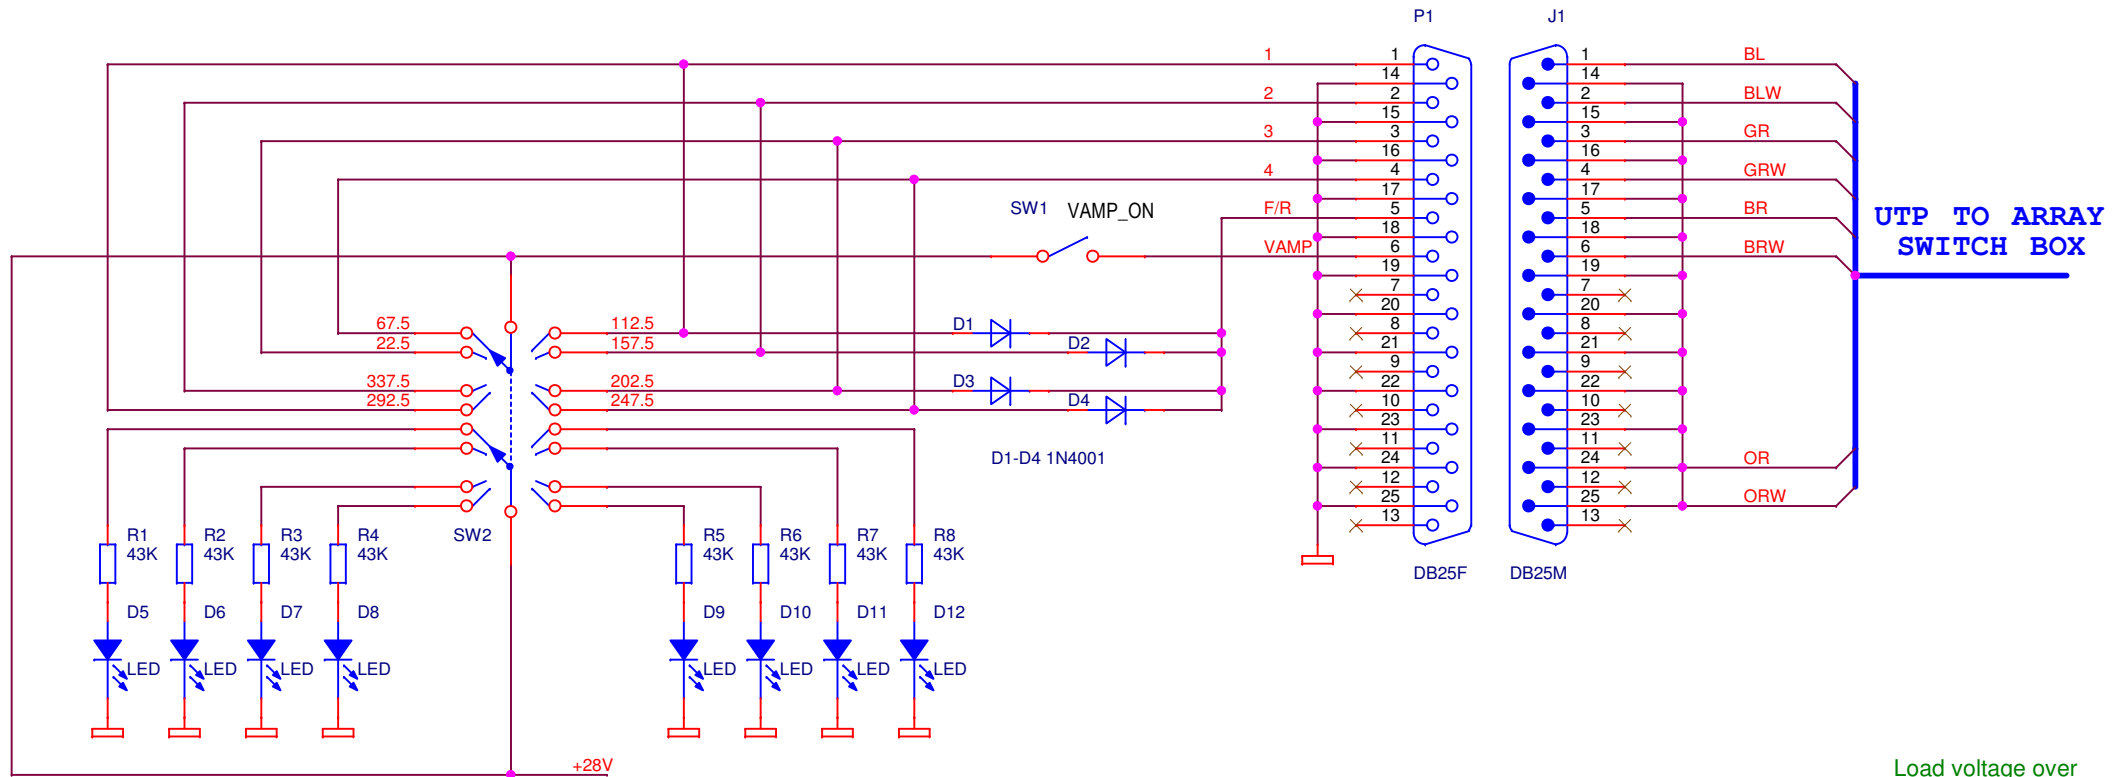 P1 J1
1 1 1 BL
14 14
2 2 2 BLW
15 15
3 3 3 GR
16 16
4 4 4 GRW
17 17
SW1 VAMP_ON F/R 5 5 BR
18 18
UTP TO ARRAY
SWITCH BOX
VAMP 6 6 BRW
19 19
7 7
20 20
67.5 112.5 D1 8 8
22.5 157.5 D2 21 21
9 9
337.5 202.5 D3 22 22
292.5 247.5 D4 10 10
23 23
11 11
D1-D4 1N4001 24 24 OR
12 12
25 25 ORW
13 13
SW2
R1 R2 R3 R4 R5 R6 R7 R8
43K 43K 43K 43K 43K 43K 43K 43K
DB25F DB25M
D5 D6 D7 D8 D9 D10 D11 D12
LED LED LED LED LED LED LED LED
+28V
Load voltage over